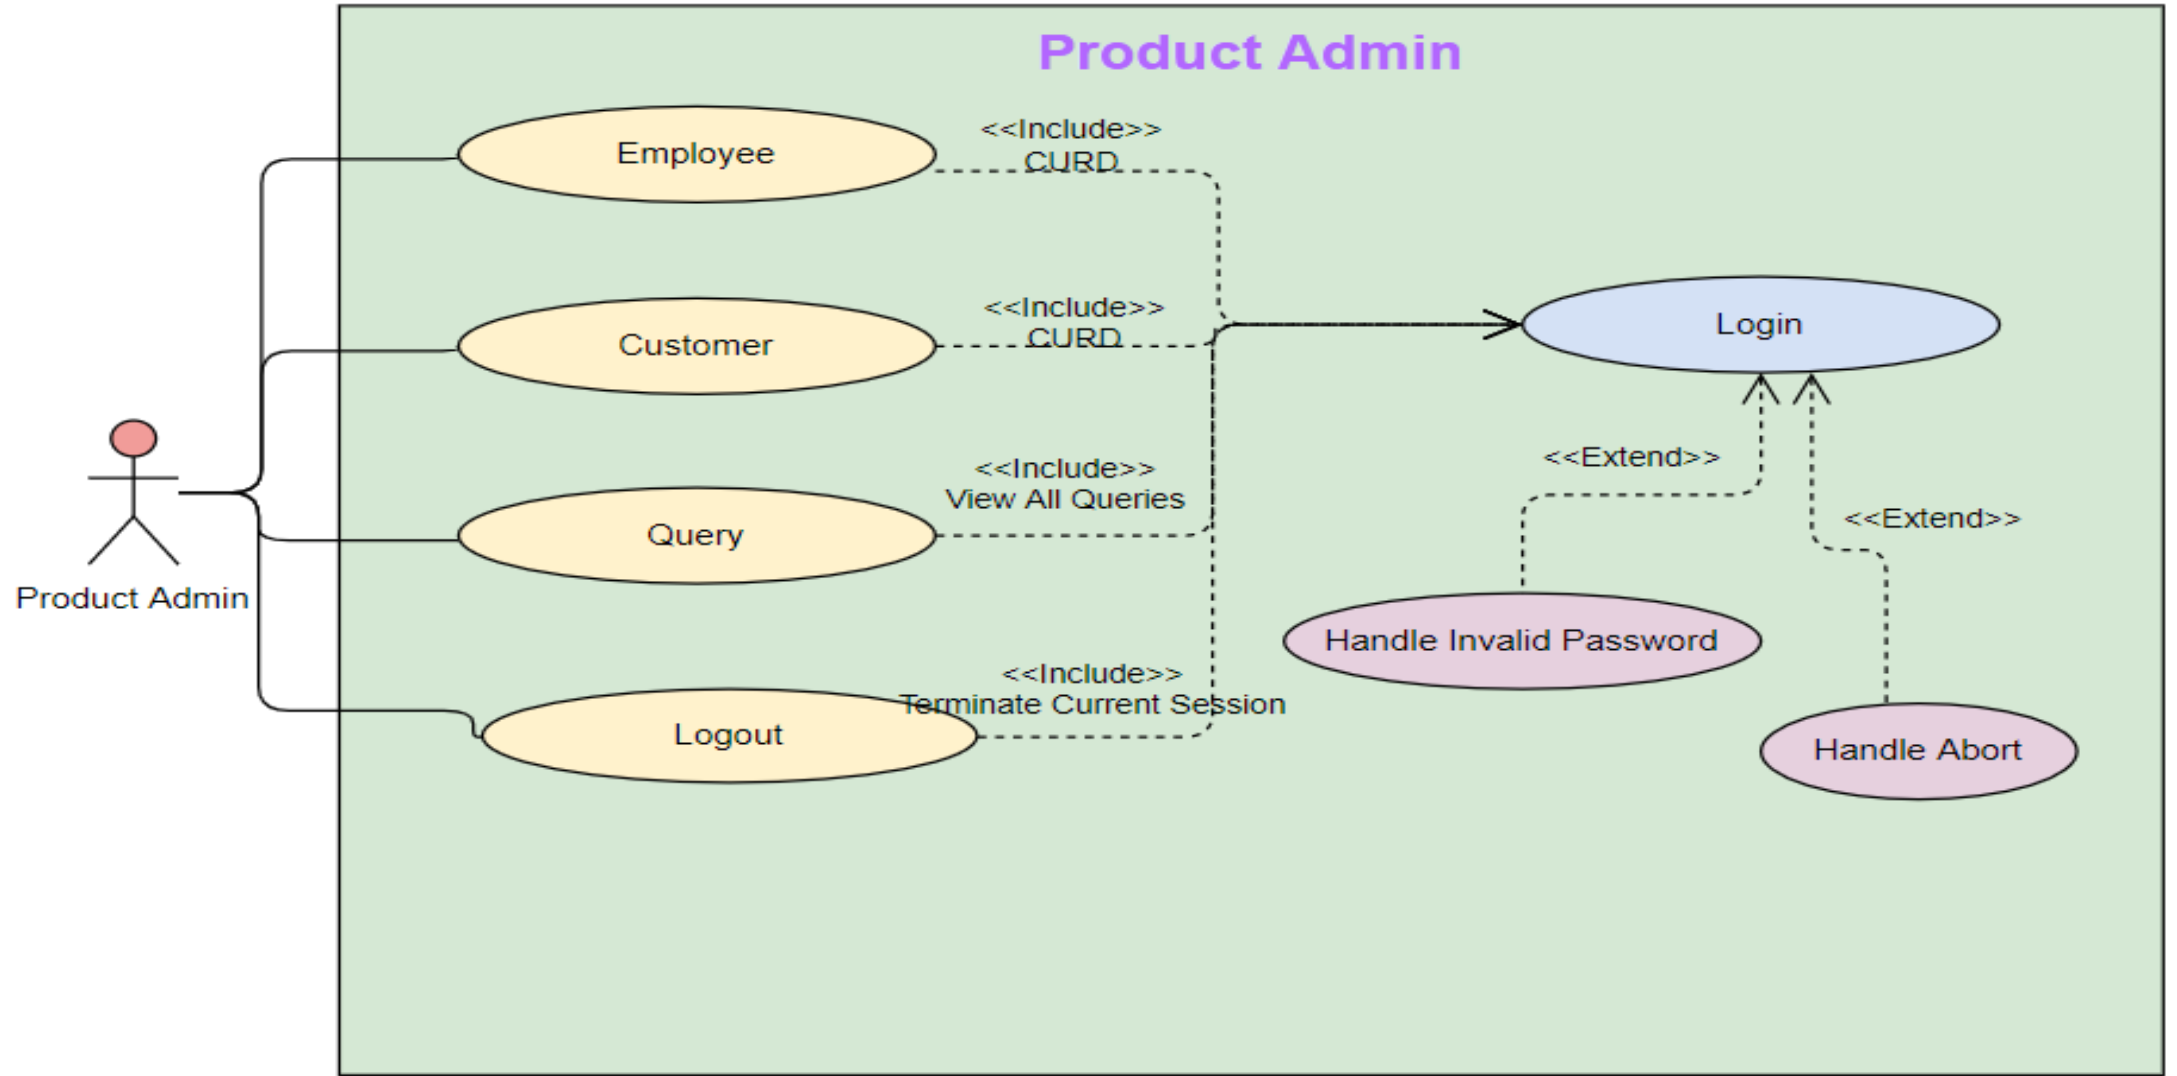 Product Admin
<<Include>>
CURD
Employee
<<Include>>
CURD
Customer
Login
<<Include>>
View All Queries
Query
<<Extend>>
<<Extend>>
Product Admin
Handle Invalid Password
<<Include>>
Terminate Current Session
Logout
Handle Abort